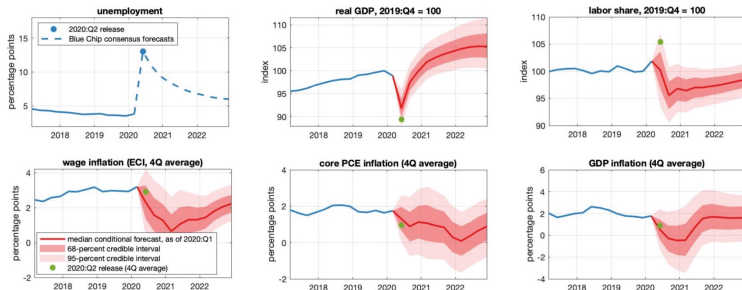 unemployment
percentage points
15
10
5
2020:Q2 release
Blue Chip consensus forecasts
2018 2019 2020 2021 2022
real GDP, 2019:Q4 = 100
index
115
110
105
100
95
90
2018 2019 2020 2021 2022
labor share, 2019:Q4 = 100
index
110
105
100
95
90
2018 2019 2020 2021 2022
wage inflation (ECI, 4Q average)
percentage points
4
2
0
-2
median conditional forecast, as of 2020:Q1
68-percent credible interval
95-percent credible interval
2020:Q2 release (4Q average)
2018 2019 2020 2021 2022
core PCE inflation (4Q average)
percentage points
4
2
0
-2
2018 2019 2020 2021 2022
GDP inflation (4Q average)
percentage points
6
4
2
0
-2
-4
2018 2019 2020 2021 2022